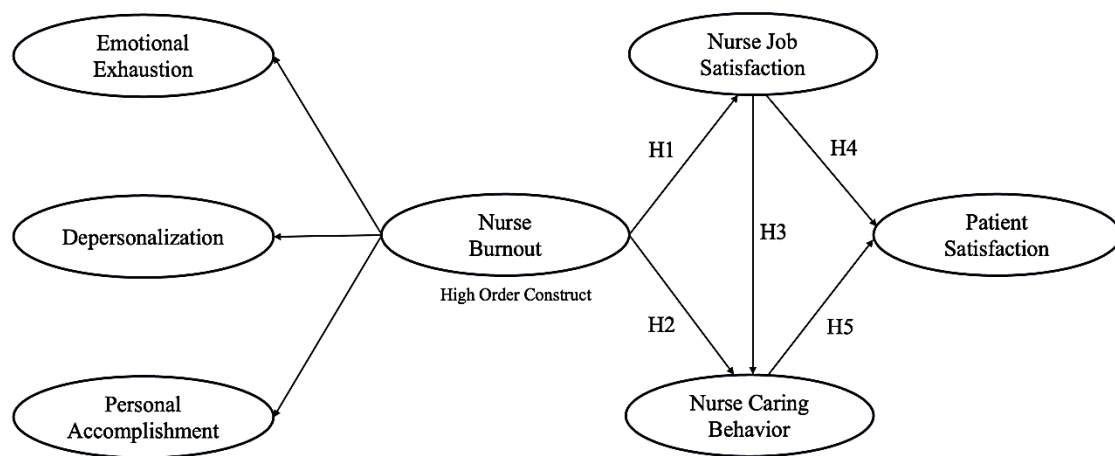 Emotional
Exhaustion
Nurse Job
Satisfaction
H1
H4
Depersonalization
Nurse
Burnout
H3
Patient
Satisfaction
High Order Construct
H2
H5
Personal
Accomplishment
Nurse Caring
Behavior